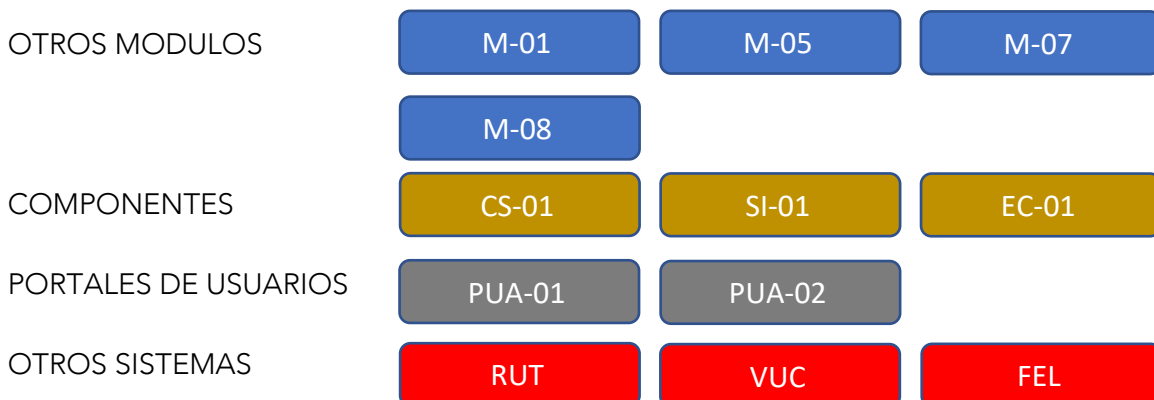 OTROS MODULOS M-01 M-05 M-07
M-08
COMPONENTES CS-01 SI-01 EC-01
PORTALES DE USUARIOS PUA-01 PUA-02
OTROS SISTEMAS RUT VUC FEL